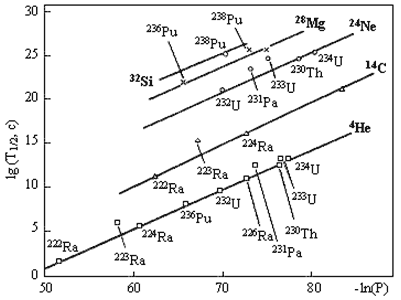 lg (T1/2, c)
30
25
20
15
10
5
0
50
60
70
80
-ln(P)
238Pu
28Mg
24Ne
236Pu
238Pu
234U
32Si
230Th
233U
14C
232U
231Pa
4He
224Ra
223Ra
222Ra
234U
232U
233U
236Pu
230Th
226Ra
231Pa
222Ra
224Ra
223Ra